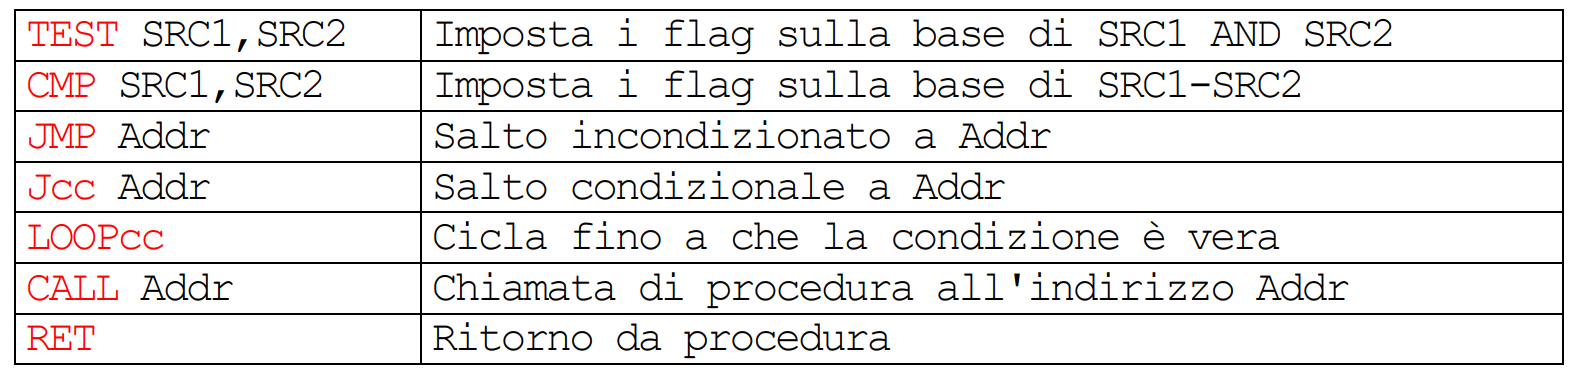 TEST SRC1,SRC2 Imposta i flag sulla base di SRC1 AND SRC2
CMP SRC1,SRC2 Imposta i flag sulla base di SRC1-SRC2
JMP Addr Salto incondizionato a Addr
Jcc Addr Salto condizionale a Addr
LOOPcc Cicla fino a che la condizione è vera
CALL Addr Chiamata di procedura all'indirizzo Addr
RET Ritorno da procedura